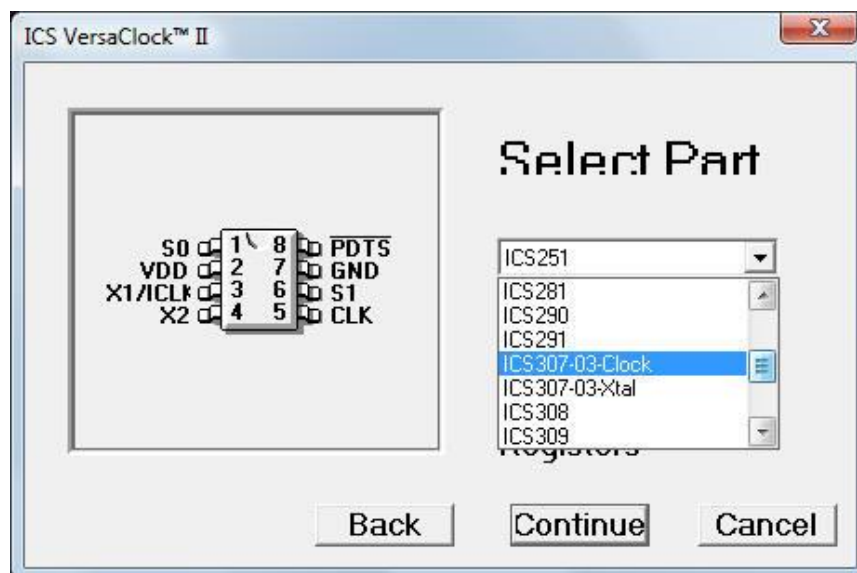 ICS VersaClock™ II
Select Part
S0 1 8 PDTS
VDD 2 7 GND
X1/ICLK 3 6 S1
X2 4 5 CLK
ICS251
ICS281
ICS290
ICS291
ICS307-03-Clock
ICS307-03-Xtal
ICS308
ICS309
Registers
Back Continue Cancel